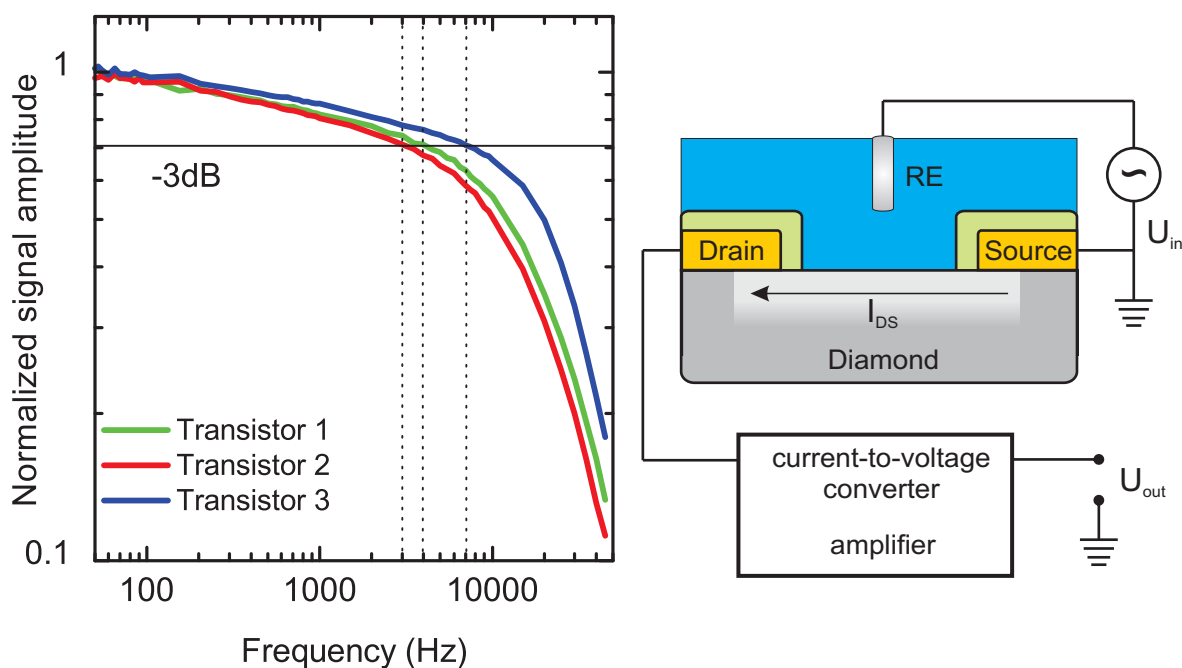 Normalized signal amplitude
1
0.1
-3dB
Transistor 1
Transistor 2
Transistor 3
100
1000
10000
Frequency (Hz)
RE
~
U in
Drain
Source
I DS
Diamond
current-to-voltage
converter
amplifier
U out